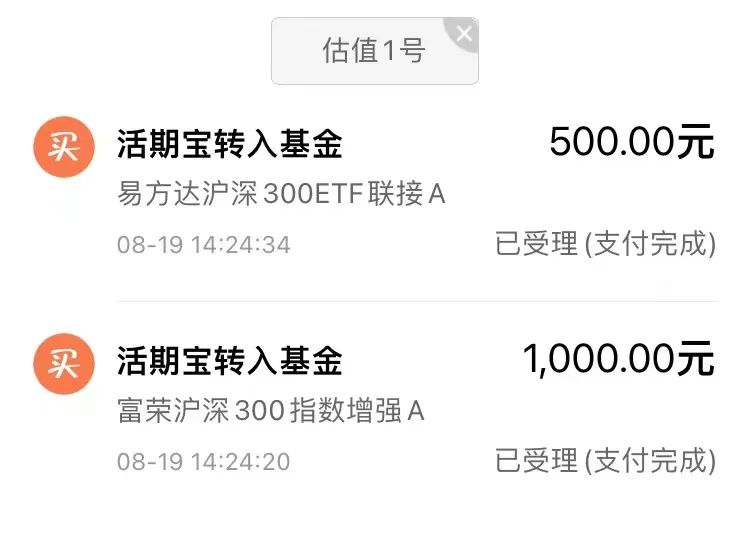 估值1号
买 活期宝转入基金 500.00元
易方达沪深300ETF联接A
08-19 14:24:34 已受理(支付完成)
买 活期宝转入基金 1,000.00元
富荣沪深300指数增强A
08-19 14:24:20 已受理(支付完成)